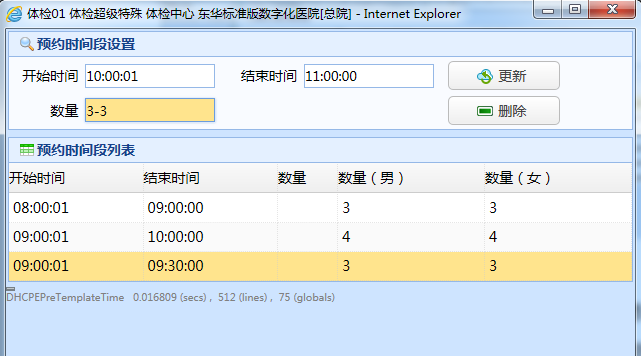 体检01 体检超级特殊 体检中心 东华标准版数字化医院[总院] - Internet Explorer
预约时间段设置
开始时间 10:00:01 结束时间 11:00:00 更新
数量 3-3 删除
预约时间段列表
开始时间 结束时间 数量 数量（男） 数量（女）
08:00:01 09:00:00 3 3
09:00:01 10:00:00 4 4
09:00:01 09:30:00 3 3
DHCPEPreTemplateTime 0.016809 (secs) , 512 (lines) , 75 (globals)